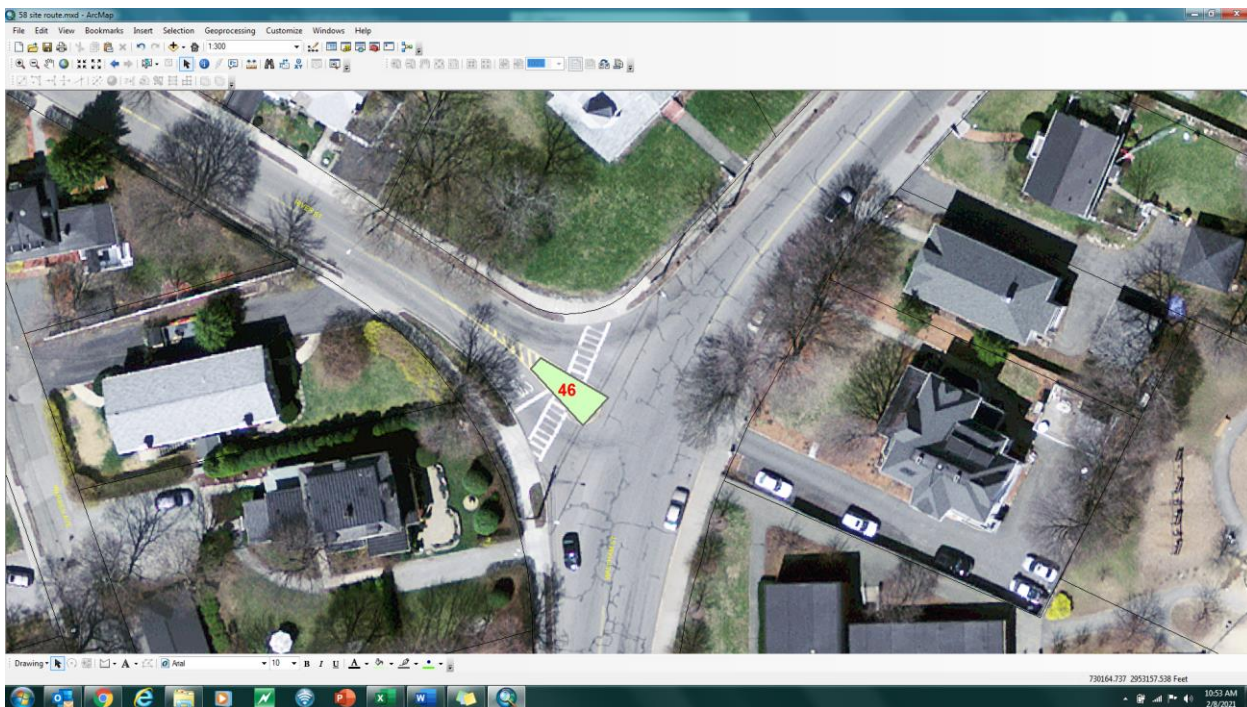 58 site route.mxd - ArcMap
File Edit View Bookmarks Insert Selection Geoprocessing Customize Windows Help
1:300
46
Drawing
A
Arial
10
B I U A
730164.737 2953157.538 Feet
10:53 AM
2/8/2021